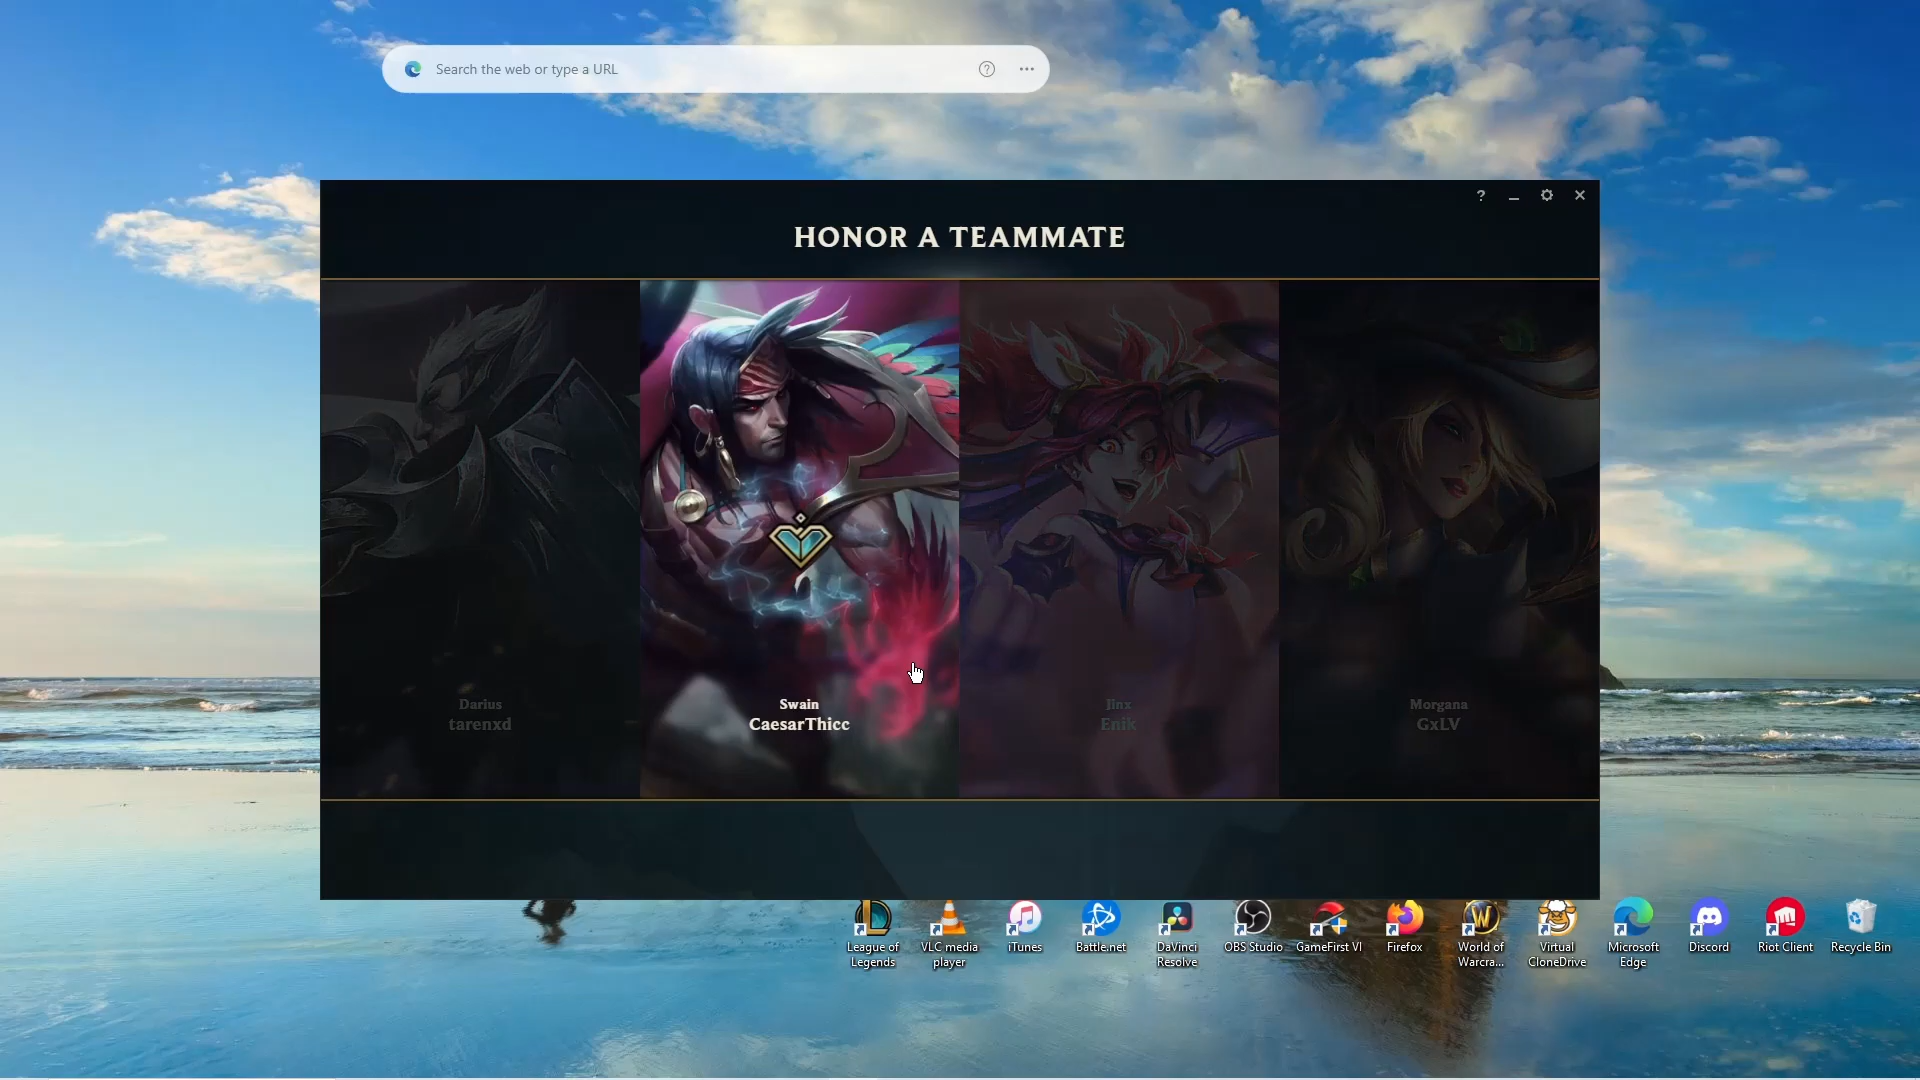 Search the web or type a URL
HONOR A TEAMMATE
Darius
tarenxd
Swain
CaesarThicc
Jinx
Enik
Morgana
GxLV
League of
Legends
VLC media
player
iTunes
Battle.net
DaVinci
Resolve
OBS Studio
GameFirst VI
Firefox
World of
Warcra...
Virtual
CloneDrive
Microsoft
Edge
Discord
Riot Client
Recycle Bin